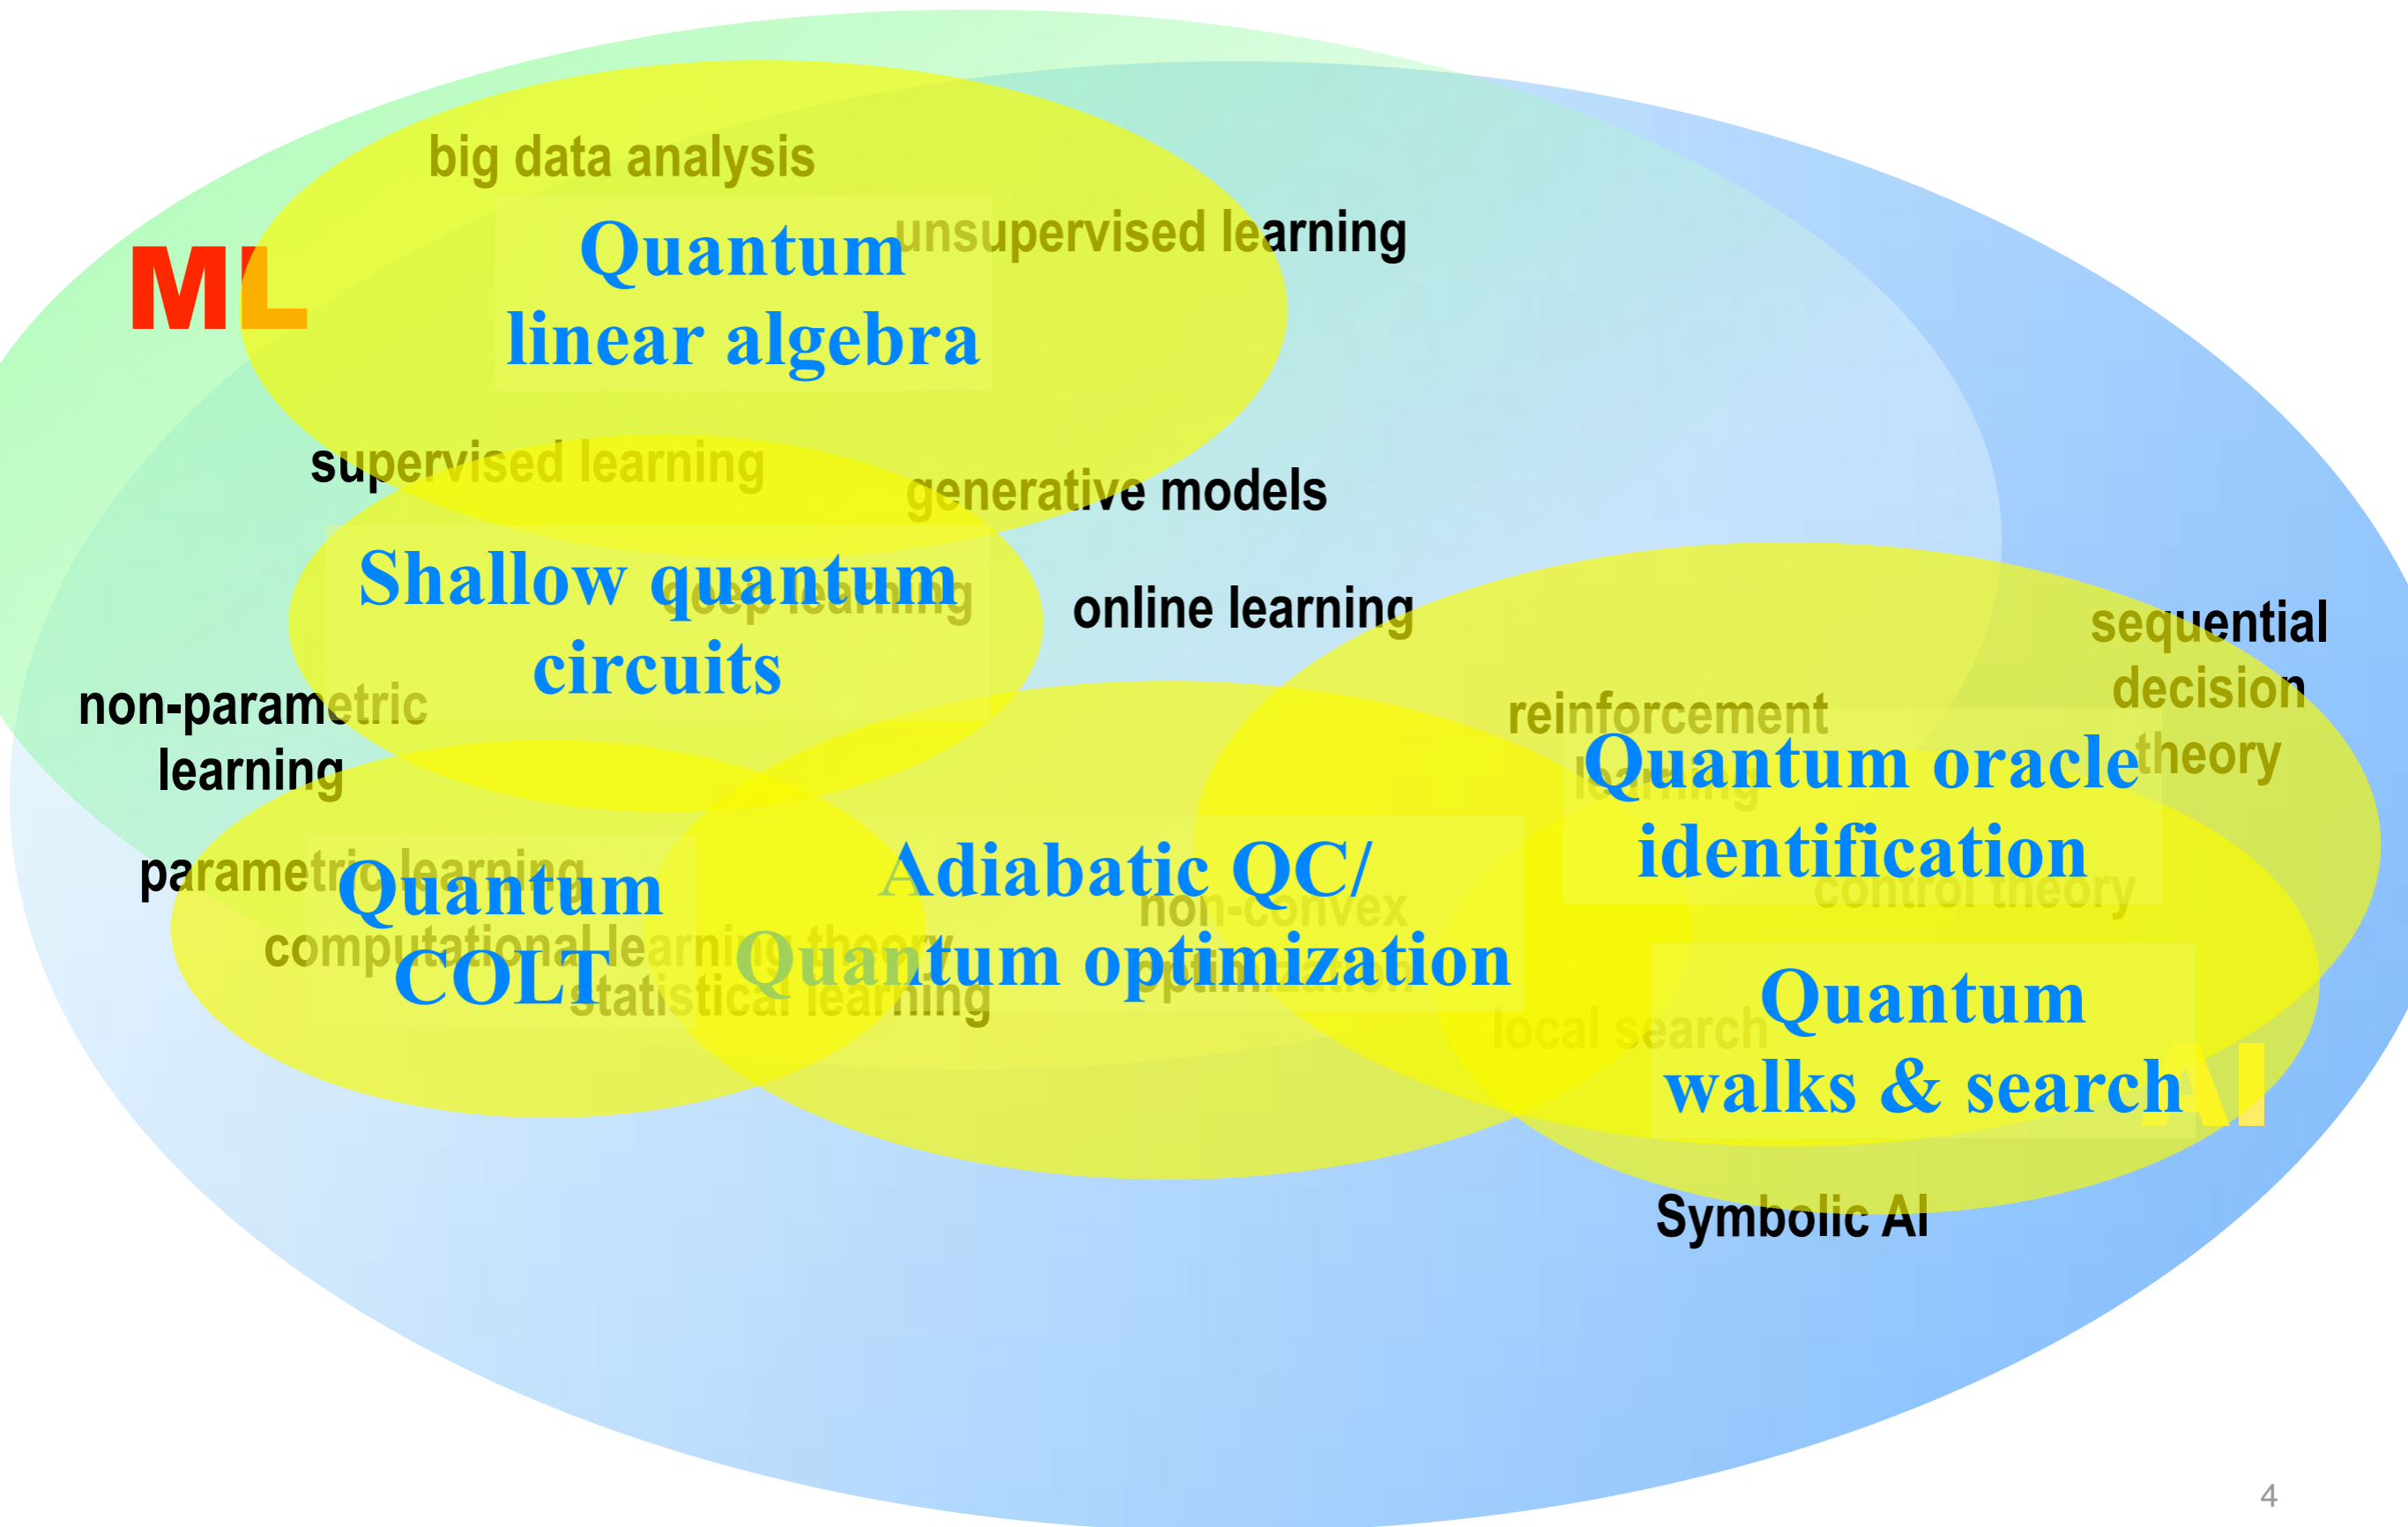 big data analysis
unsupervised learning
ML
Quantum
linear algebra
supervised learning
generative models
Shallow quantum
circuits
deep learning
online learning
non-parametric
learning
sequential
decision
theory
reinforcement
learning
Quantum oracle
identification
control theory
parametric learning
Quantum
COLT
computational learning theory
statistical learning
Adiabatic QC/
Quantum optimization
non-convex
optimization
local search
Quantum
walks & search
AI
Symbolic AI
4